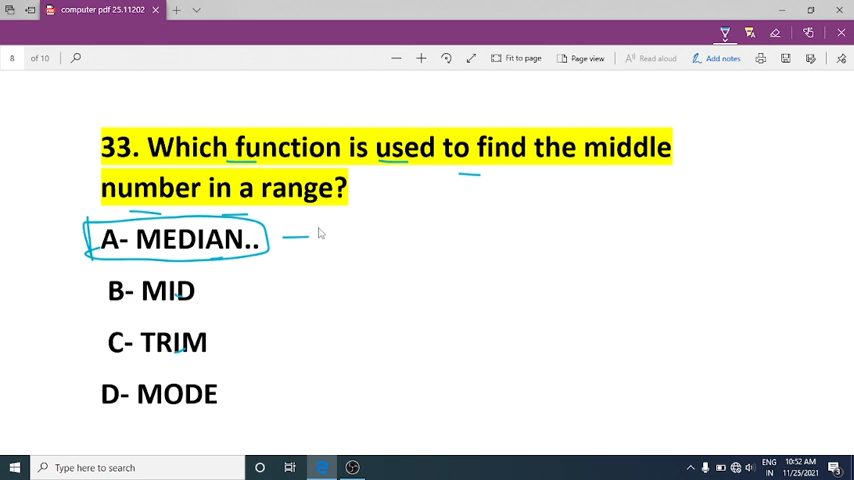 computer pdf 25.11202
8 of 10
Fit to page
Page view
Read aloud
Add notes
33. Which function is used to find the middle
number in a range?
A- MEDIAN..
B- MID
C- TRIM
D- MODE
Type here to search
ENG
IN
10:52 AM
11/25/2021
3